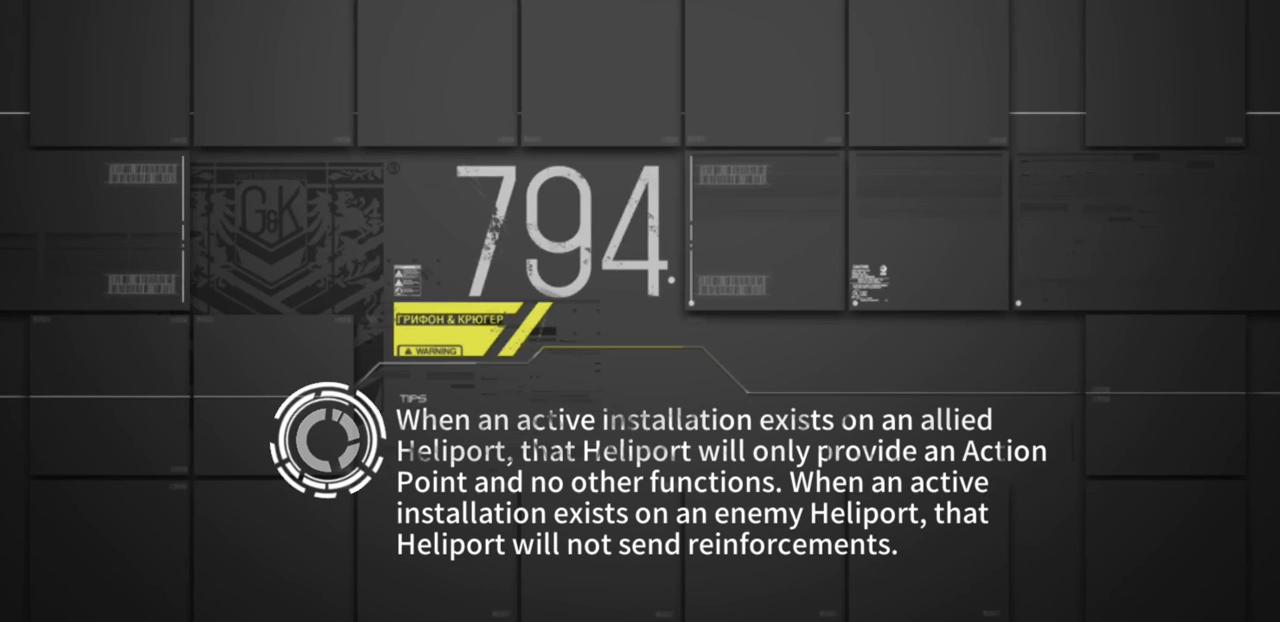 G&K
794.
ГРИФОН & КРЮГЕР
WARNING
TIPS
When an active installation exists on an allied
Heliport, that Heliport will only provide an Action
Point and no other functions. When an active
installation exists on an enemy Heliport, that
Heliport will not send reinforcements.